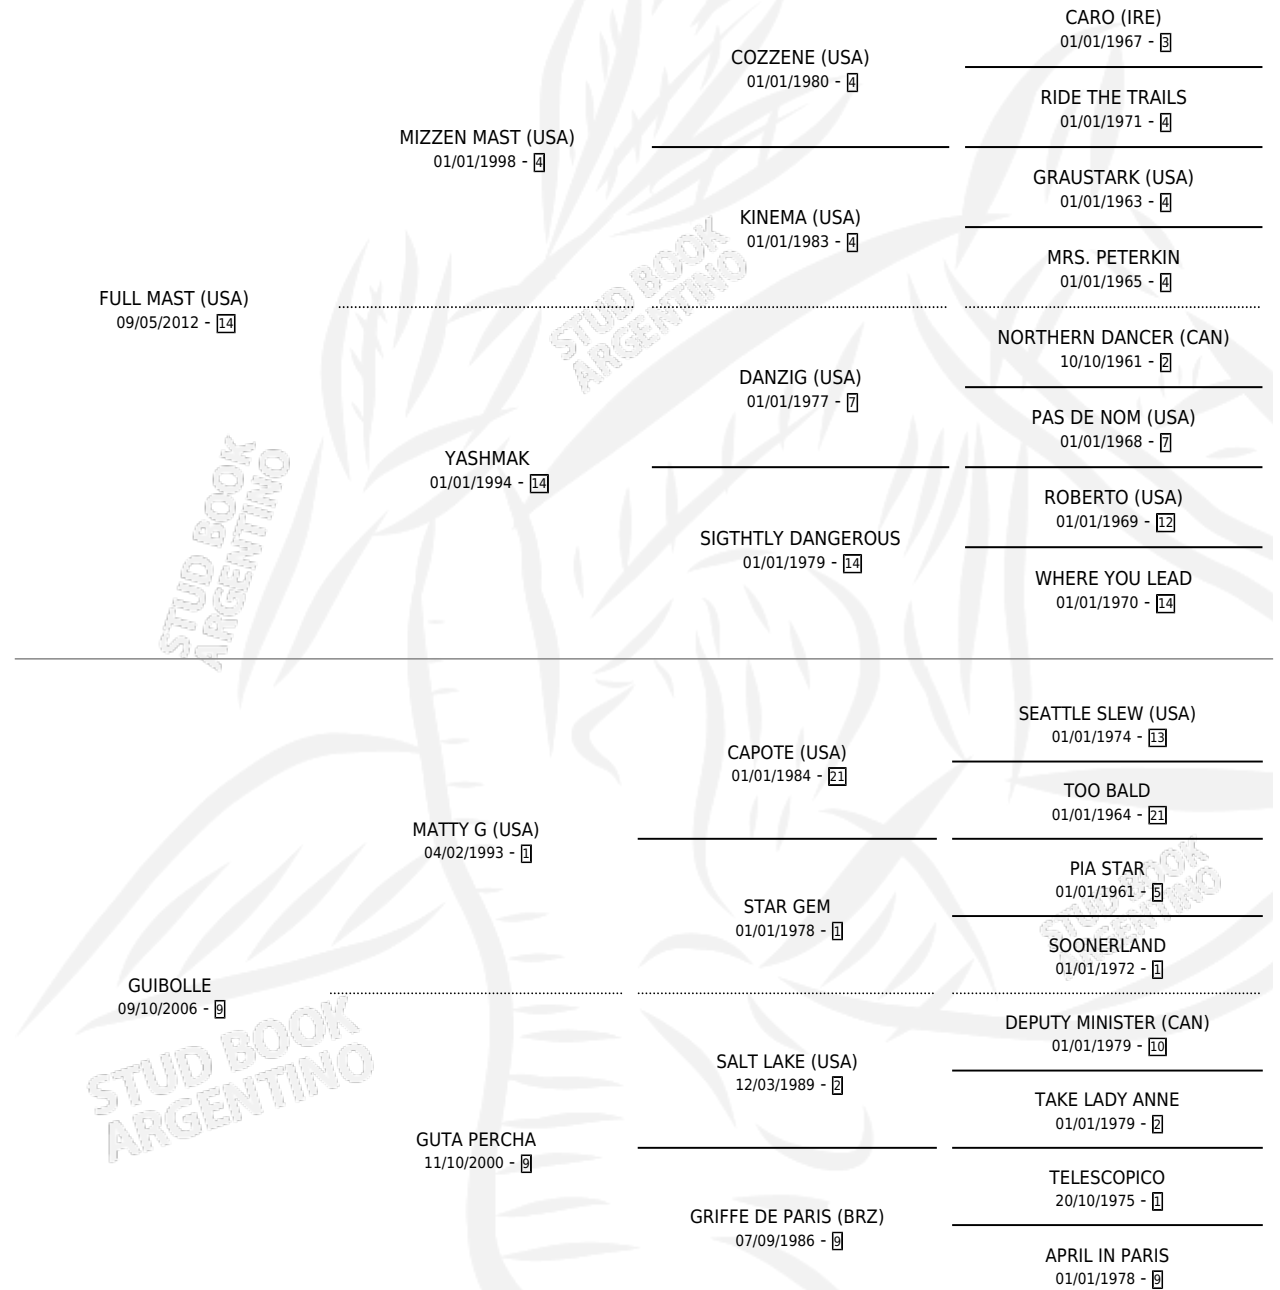 CARO (IRE)
01/01/1967 - 3
COZZENE (USA)
01/01/1980 - 4
RIDE THE TRAILS
01/01/1971 - 4
MIZZEN MAST (USA)
01/01/1998 - 4
GRAUSTARK (USA)
01/01/1963 - 4
KINEMA (USA)
01/01/1983 - 4
MRS. PETERKIN
01/01/1965 - 4
FULL MAST (USA)
09/05/2012 - 14
NORTHERN DANCER (CAN)
10/10/1961 - 2
DANZIG (USA)
01/01/1977 - 7
PAS DE NOM (USA)
01/01/1968 - 7
YASHMAK
01/01/1994 - 14
ROBERTO (USA)
01/01/1969 - 12
SIGTHTLY DANGEROUS
01/01/1979 - 14
WHERE YOU LEAD
01/01/1970 - 14
STUD BOOK
ARGENTINO
STUD BOOK
ARGENTINO
SEATTLE SLEW (USA)
01/01/1974 - 13
CAPOTE (USA)
01/01/1984 - 21
TOO BALD
01/01/1964 - 21
MATTY G (USA)
04/02/1993 - 1
PIA STAR
01/01/1961 - 5
STAR GEM
01/01/1978 - 1
SOONERLAND
01/01/1972 - 1
GUIBOLLE
09/10/2006 - 9
DEPUTY MINISTER (CAN)
01/01/1979 - 10
SALT LAKE (USA)
12/03/1989 - 2
TAKE LADY ANNE
01/01/1979 - 2
GUTA PERCHA
11/10/2000 - 9
TELESCOPICO
20/10/1975 - 1
GRIFFE DE PARIS (BRZ)
07/09/1986 - 9
APRIL IN PARIS
01/01/1978 - 9
STUD BOOK
ARGENTINO
STUD BOOK
ARGENTINO